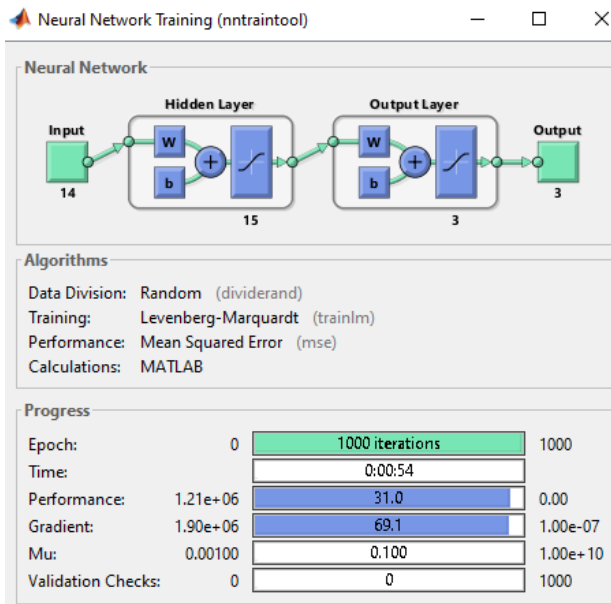 Neural Network Training (nntraintool)
Neural Network
Hidden Layer Output Layer
Input Output
W W
+ +
b b
14 3
15 3
Algorithms
Data Division: Random (dividerand)
Training: Levenberg-Marquardt (trainlm)
Performance: Mean Squared Error (mse)
Calculations: MATLAB
Progress
Epoch: 0 1000 iterations 1000
Time: 0:00:54
Performance: 1.21e+06 31.0 0.00
Gradient: 1.90e+06 69.1 1.00e-07
Mu: 0.00100 0.100 1.00e+10
Validation Checks: 0 0 1000